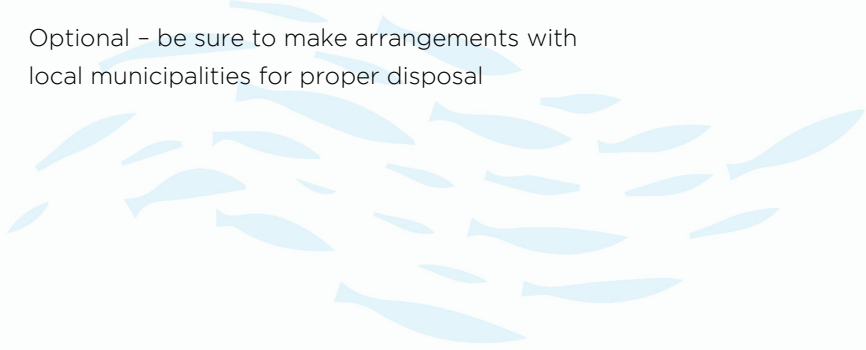 Optional – be sure to make arrangements with
local municipalities for proper disposal